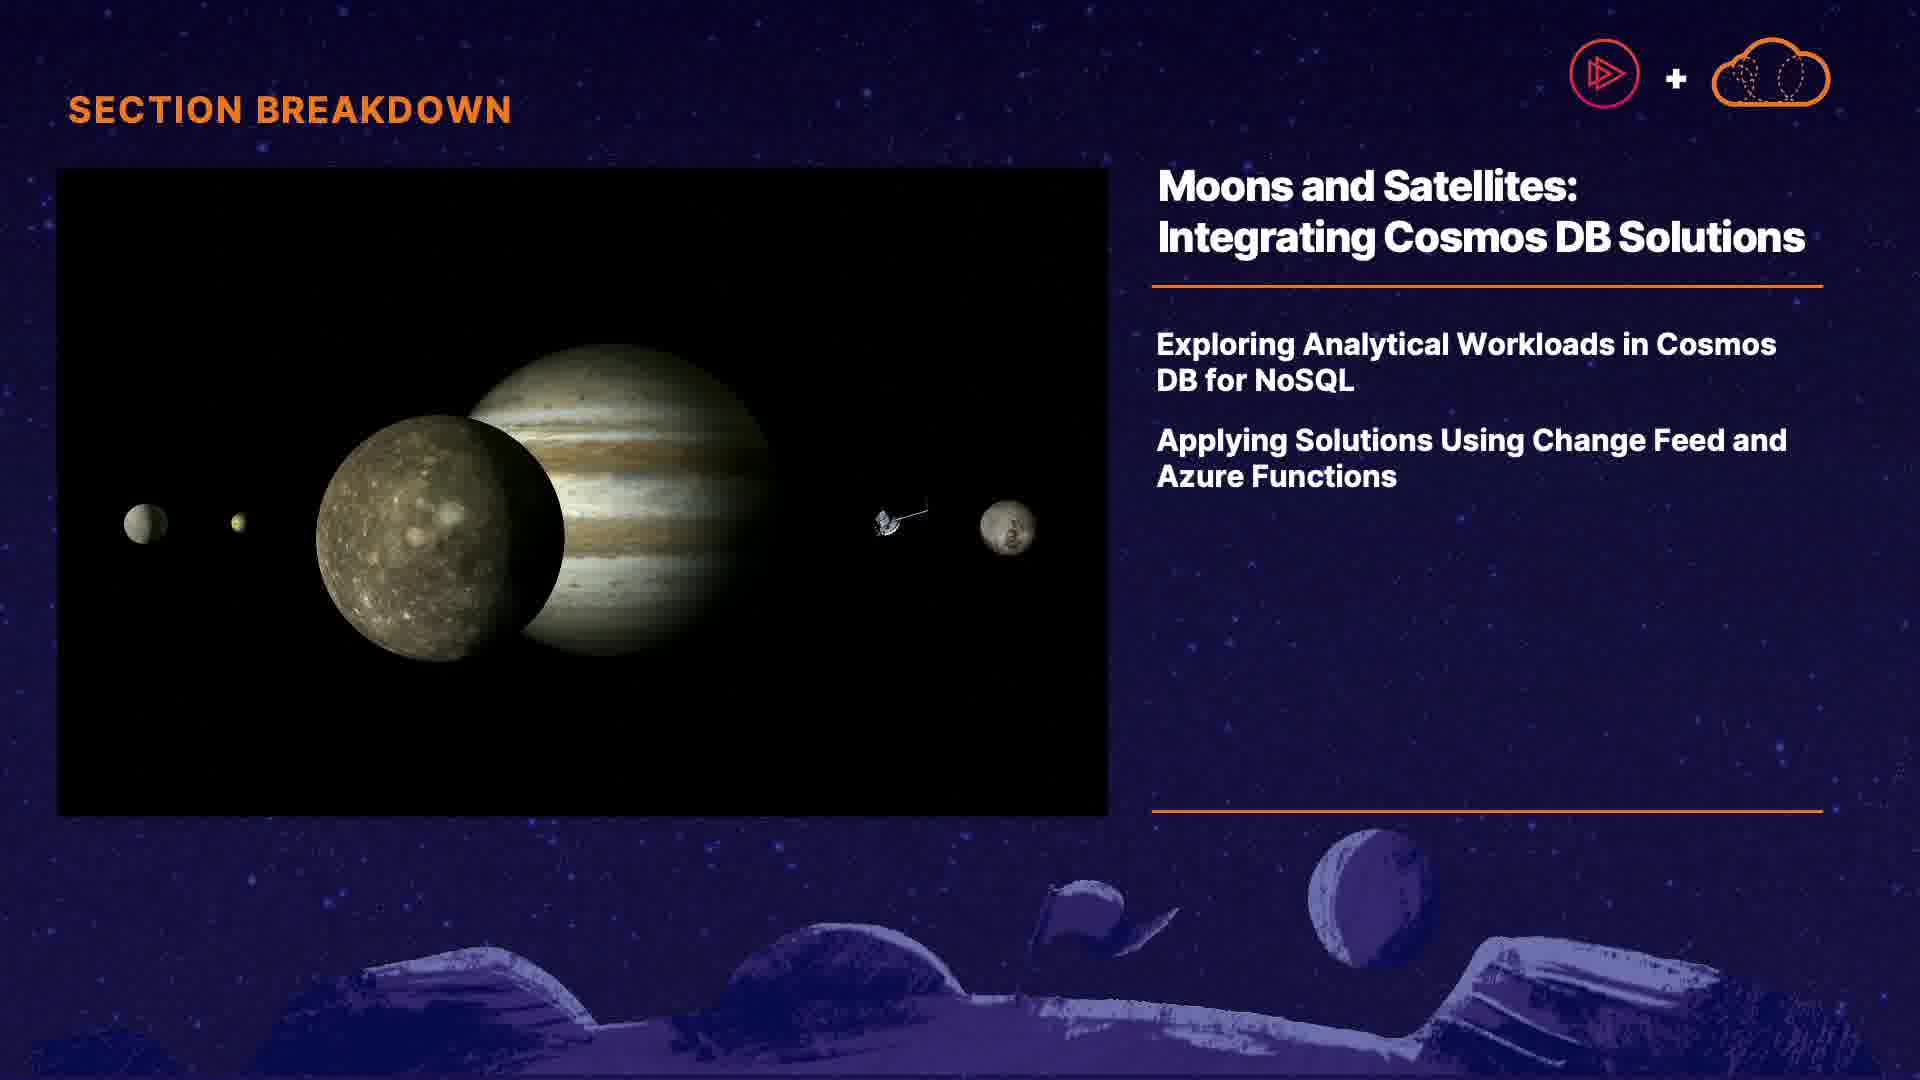 SECTION BREAKDOWN
Moons and Satellites:
Integrating Cosmos DB Solutions
Exploring Analytical Workloads in Cosmos
DB for NoSQL
Applying Solutions Using Change Feed and
Azure Functions